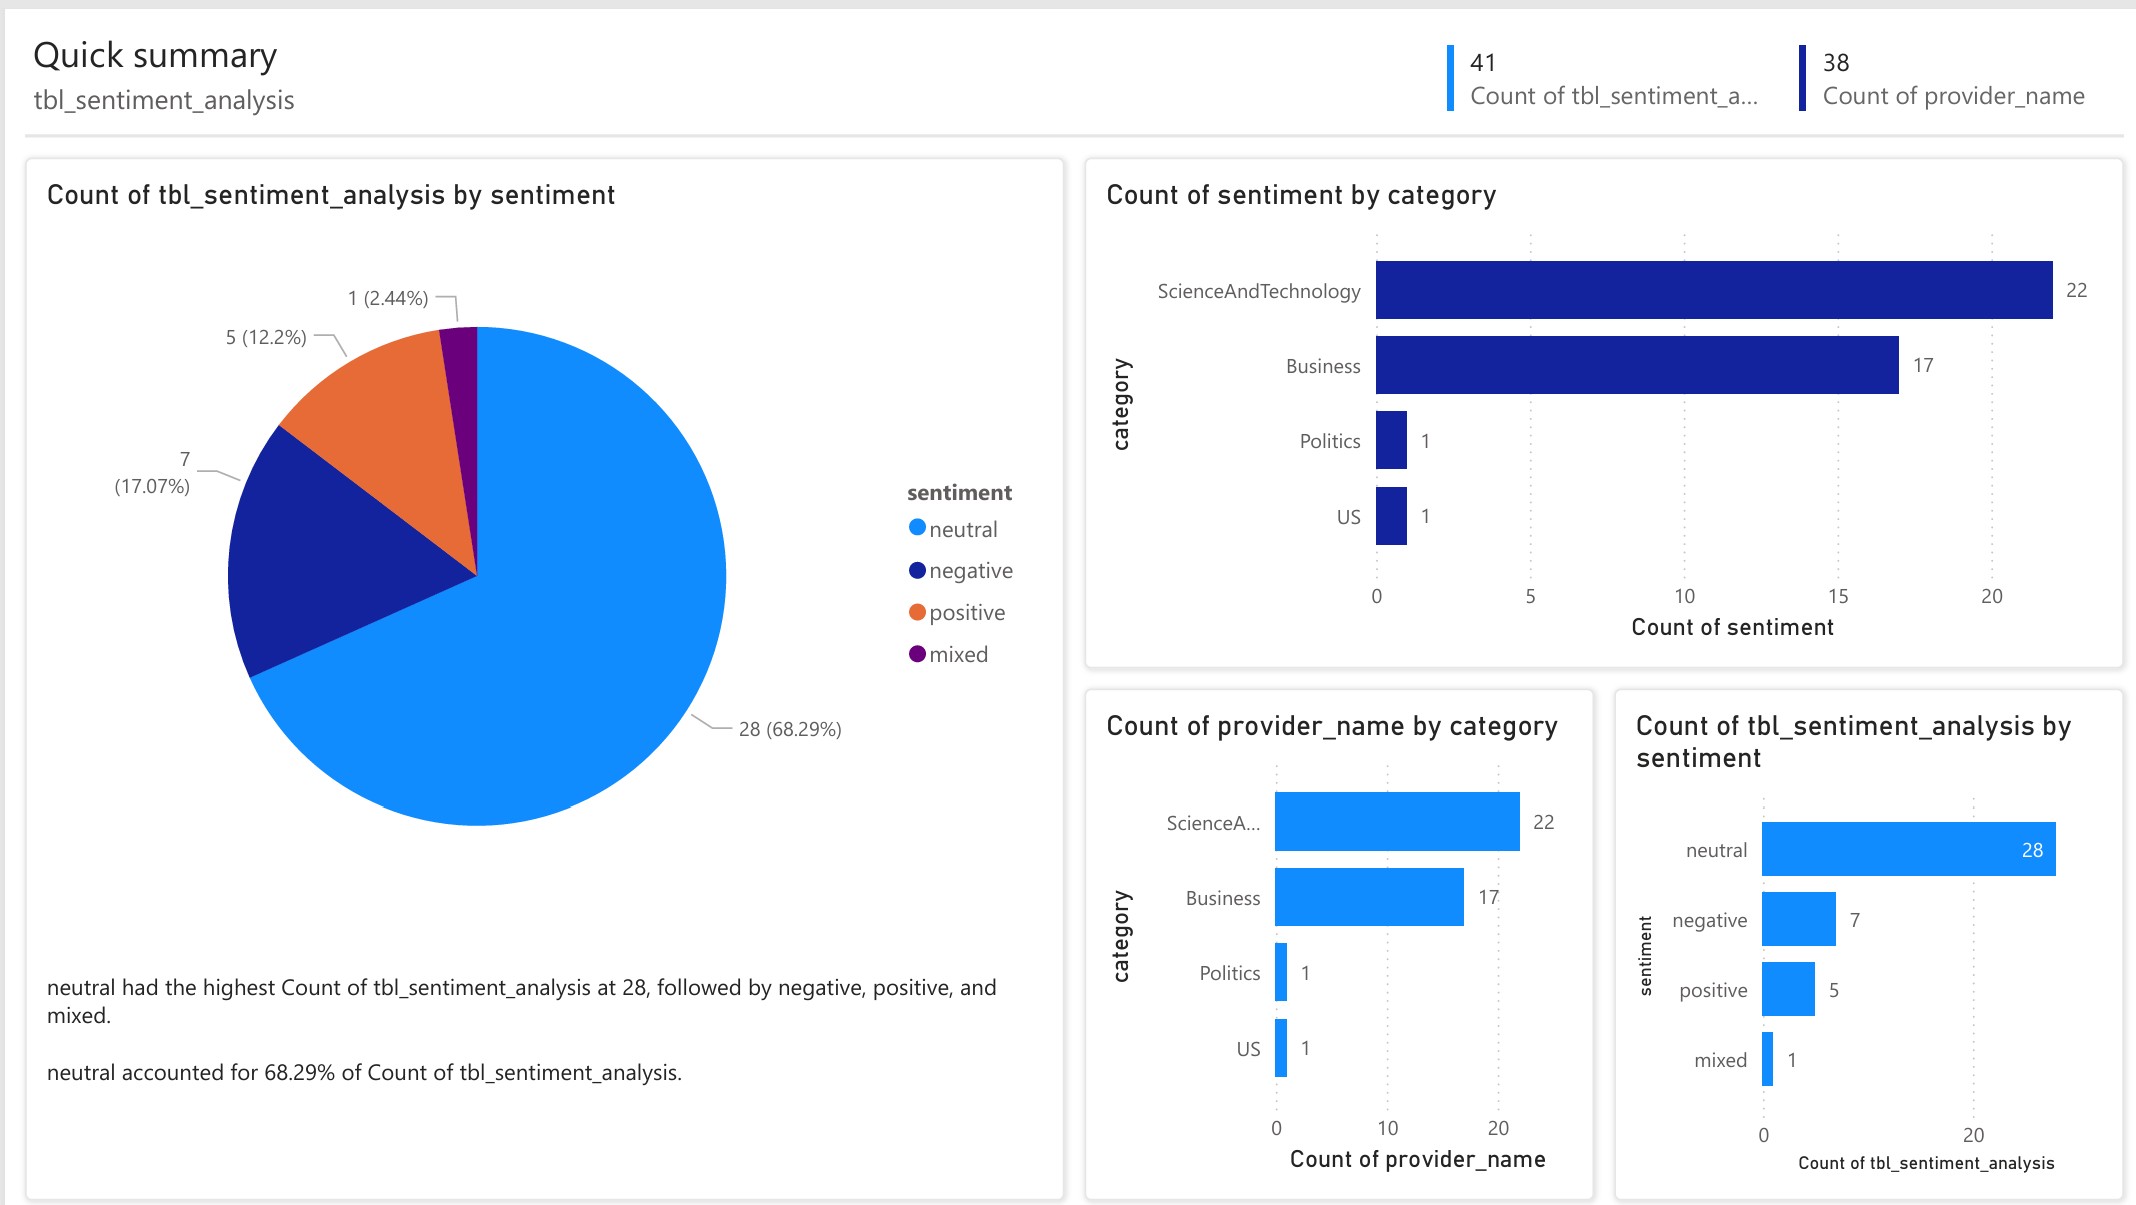 Quick summary
tbl_sentiment_analysis
41
Count of tbl_sentiment_a...
38
Count of provider_name
Count of tbl_sentiment_analysis by sentiment
1 (2.44%)
5 (12.2%)
7
(17.07%)
28 (68.29%)
sentiment
neutral
negative
positive
mixed
neutral had the highest Count of tbl_sentiment_analysis at 28, followed by negative, positive, and
mixed.
neutral accounted for 68.29% of Count of tbl_sentiment_analysis.
Count of sentiment by category
category
ScienceAndTechnology
22
Business
17
Politics
1
US
1
0
5
10
15
20
Count of sentiment
Count of provider_name by category
category
ScienceA...
22
Business
17
Politics
1
US
1
0
10
20
Count of provider_name
Count of tbl_sentiment_analysis by
sentiment
sentiment
neutral
28
negative
7
positive
5
mixed
1
0
20
Count of tbl_sentiment_analysis